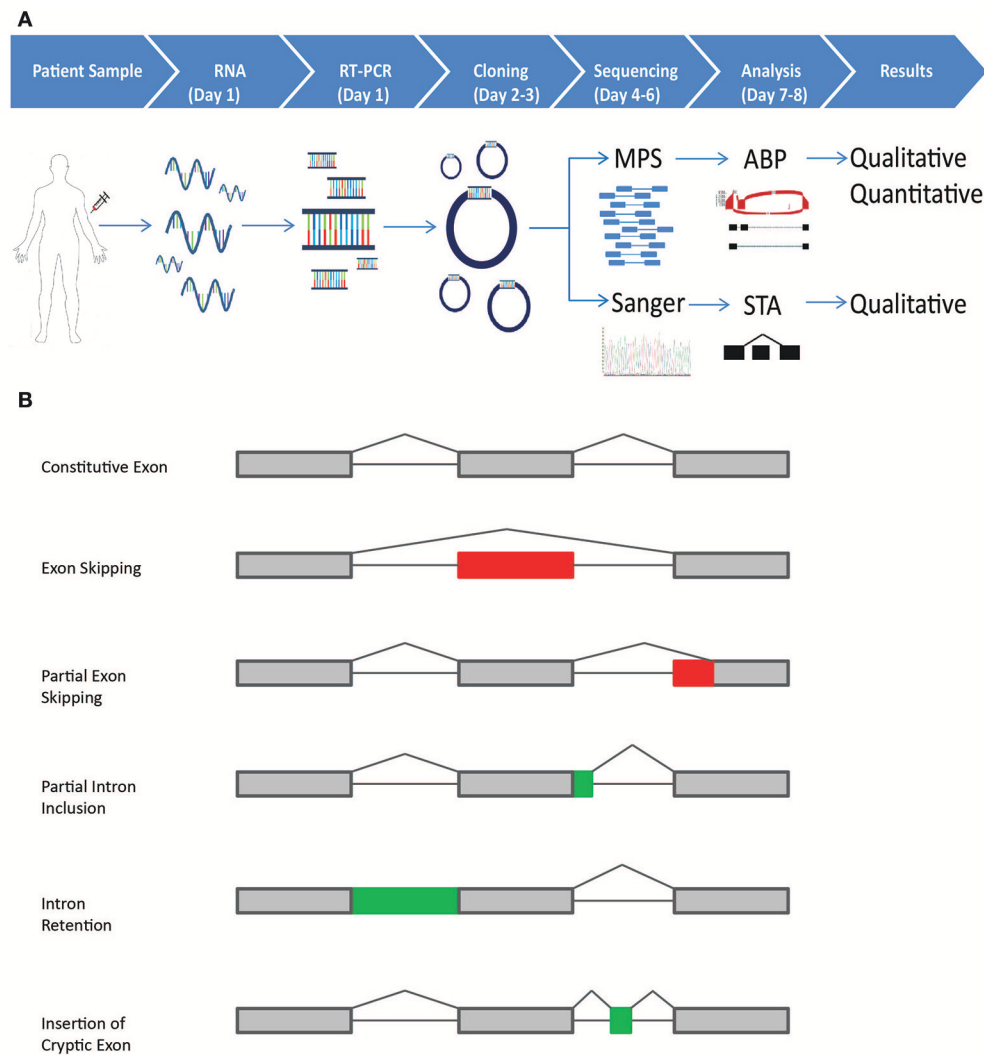 A
Patient Sample
RNA
(Day 1)
RT-PCR
(Day 1)
Cloning
(Day 2-3)
Sequencing
(Day 4-6)
Analysis
(Day 7-8)
Results
MPS
ABP
Qualitative
Quantitative
Sanger
STA
Qualitative
B
Constitutive Exon
Exon Skipping
Partial Exon
Skipping
Partial Intron
Inclusion
Intron
Retention
Insertion of
Cryptic Exon